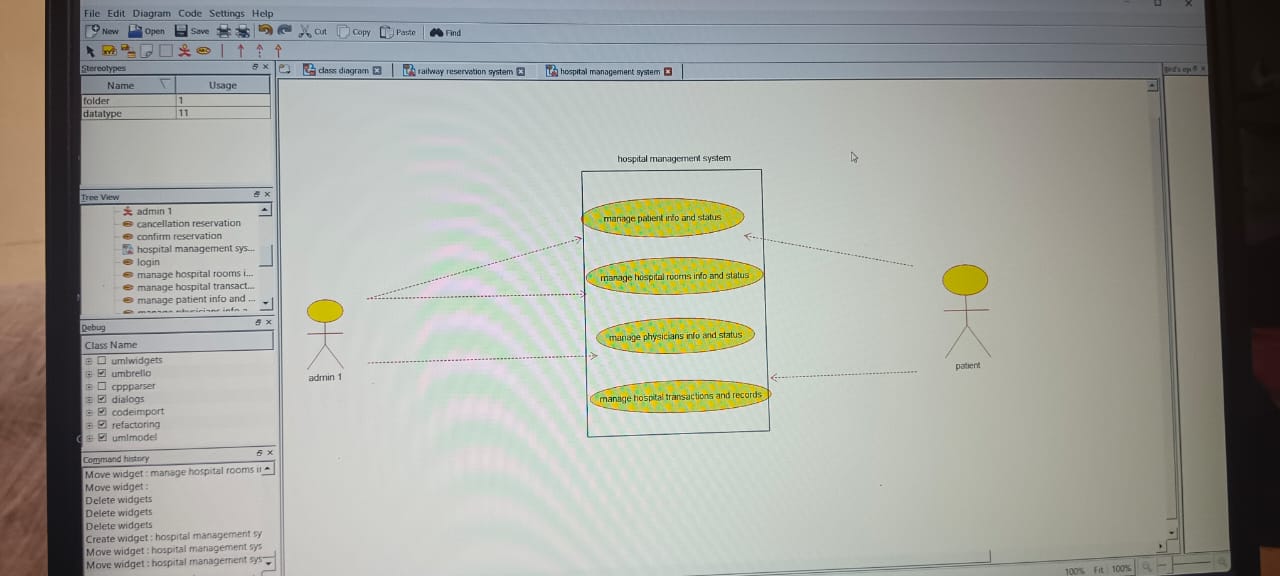 File Edit Diagram Code Settings Help
New Open Save Cut Copy Paste Find
Stereotypes
class diagram railway reservation system hospital management system
Name Usage
folder 1
datatype 11
Tree View
admin 1
cancellation reservation
confirm reservation
hospital management sys...
login
manage hospital rooms i...
manage hospital transact...
manage patient info and ...
Debug
Class Name
umlwidgets
umbrello
cppparser
dialogs
codeimport
refactoring
umlmodel
Command history
Move widget : manage hospital rooms
Move widget :
Delete widgets
Delete widgets
Delete widgets
Create widget : hospital management sy
Move widget : hospital management sys
Move widget : hospital management sys
hospital management system
manage patient info and status
manage hospital rooms info and status
manage physicians info and status
manage hospital transactions and records
admin 1
patient
100% Fit 100%